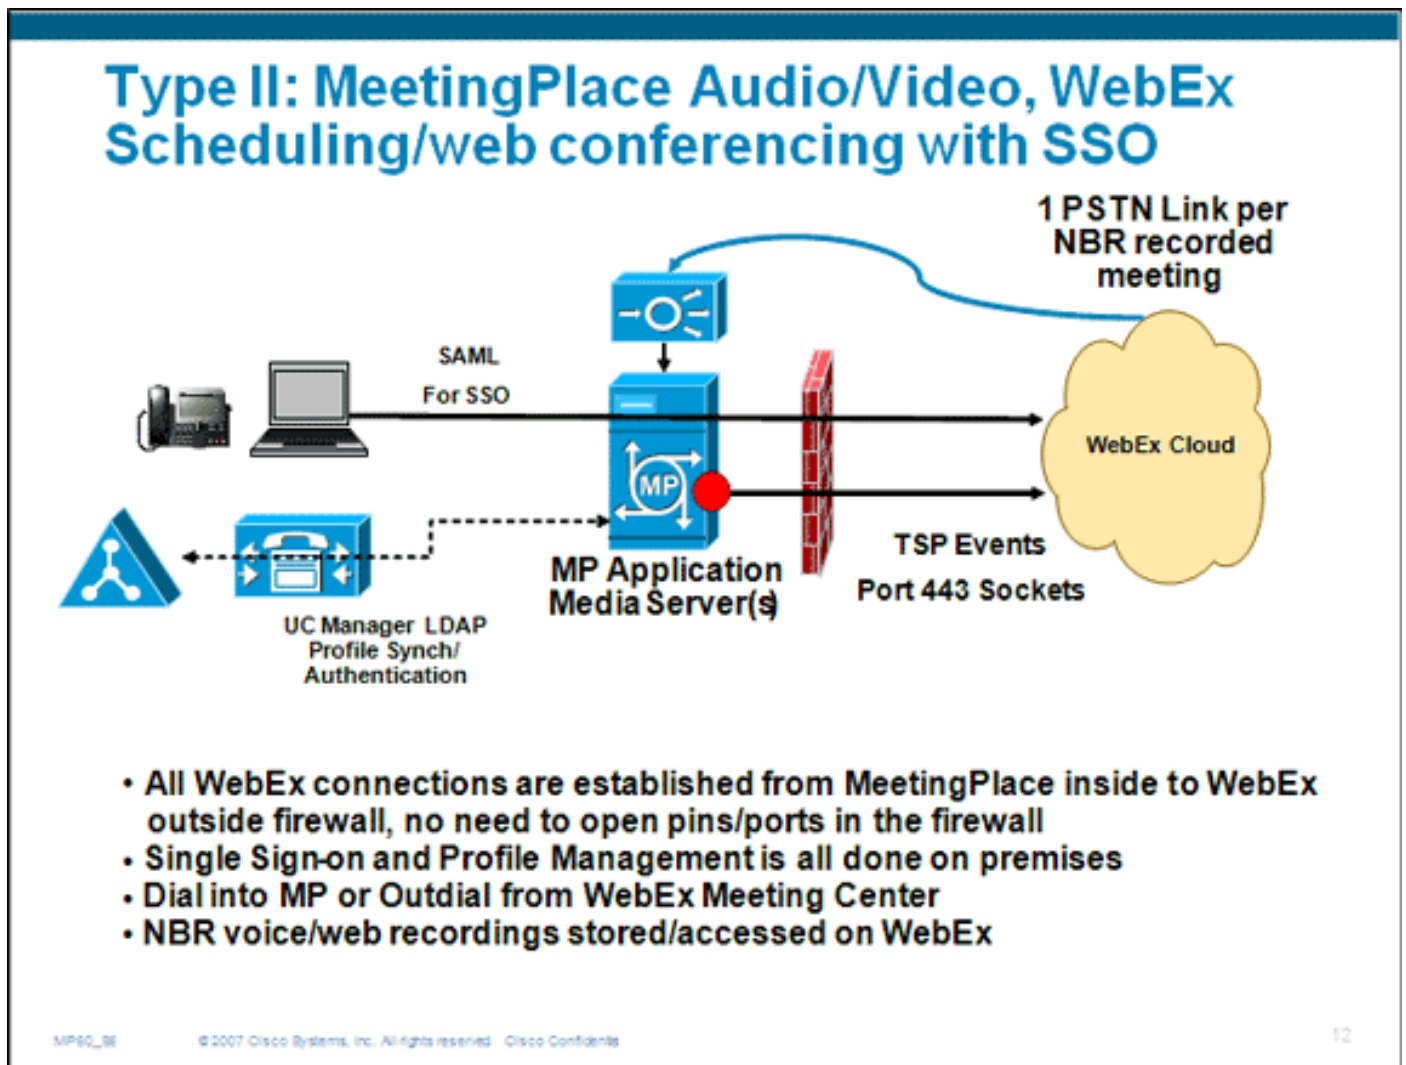 Type II: MeetingPlace Audio/Video, WebEx
Scheduling/web conferencing with SSO
1 PSTN Link per
NBR recorded
meeting
SAML
For SSO
WebEx Cloud
MP
TSP Events
Port 443 Sockets
MP Application
Media Server(s)
UC Manager LDAP
Profile Synch/
Authentication
• All WebEx connections are established from MeetingPlace inside to WebEx
outside firewall, no need to open pins/ports in the firewall
• Single Sign-on and Profile Management is all done on premises
• Dial into MP or Outdial from WebEx Meeting Center
• NBR voice/web recordings stored/accessed on WebEx
© 2007 Cisco Systems, Inc. All rights reserved Cisco Confidential
12